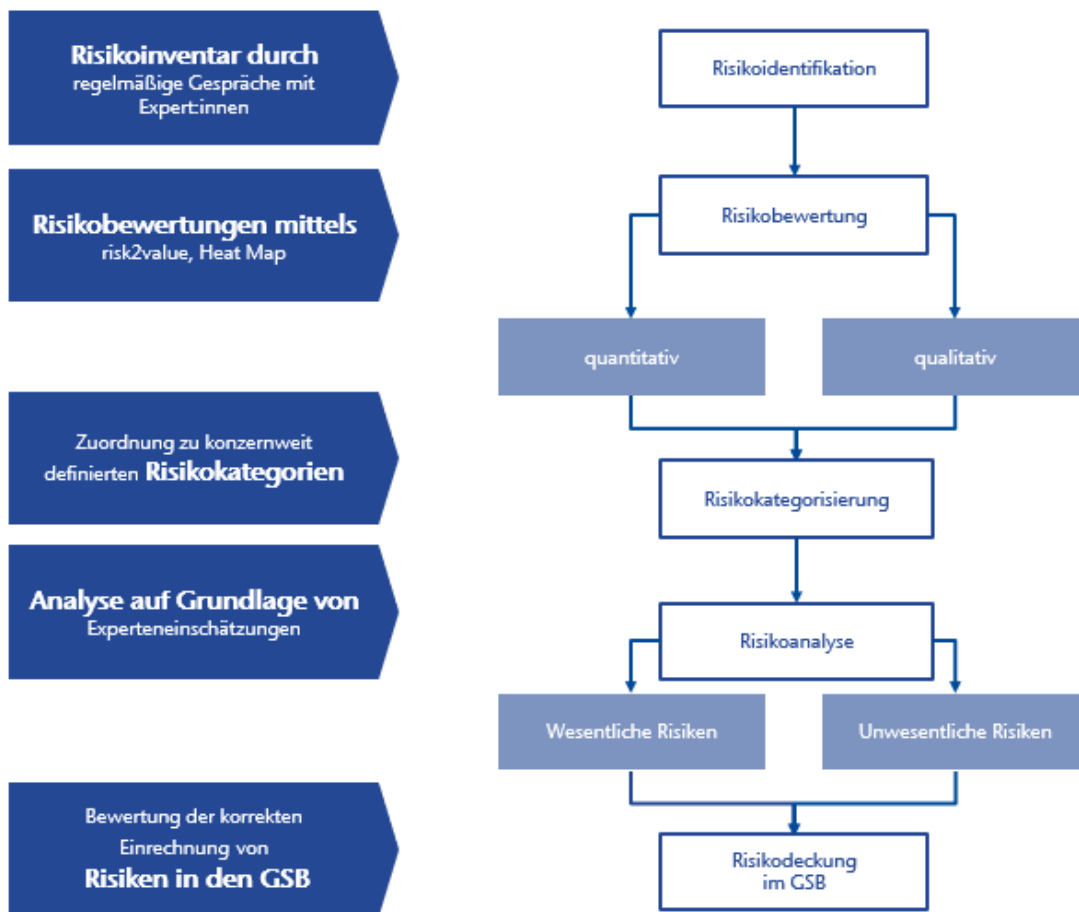 Risikoinventar durch
regelmäßige Gespräche mit
Expert:innen
Risikoidentifikation
Risikobewertungen mittels
risk2value, Heat Map
Risikobewertung
quantitativ
qualitativ
Zuordnung zu konzernweit
definierten Risikokategorien
Risikokategorisierung
Analyse auf Grundlage von
Experteneinschätzungen
Risikoanalyse
Wesentliche Risiken
Unwesentliche Risiken
Bewertung der korrekten
Einrechnung von
Risiken in den GSB
Risikodeckung
im GSB